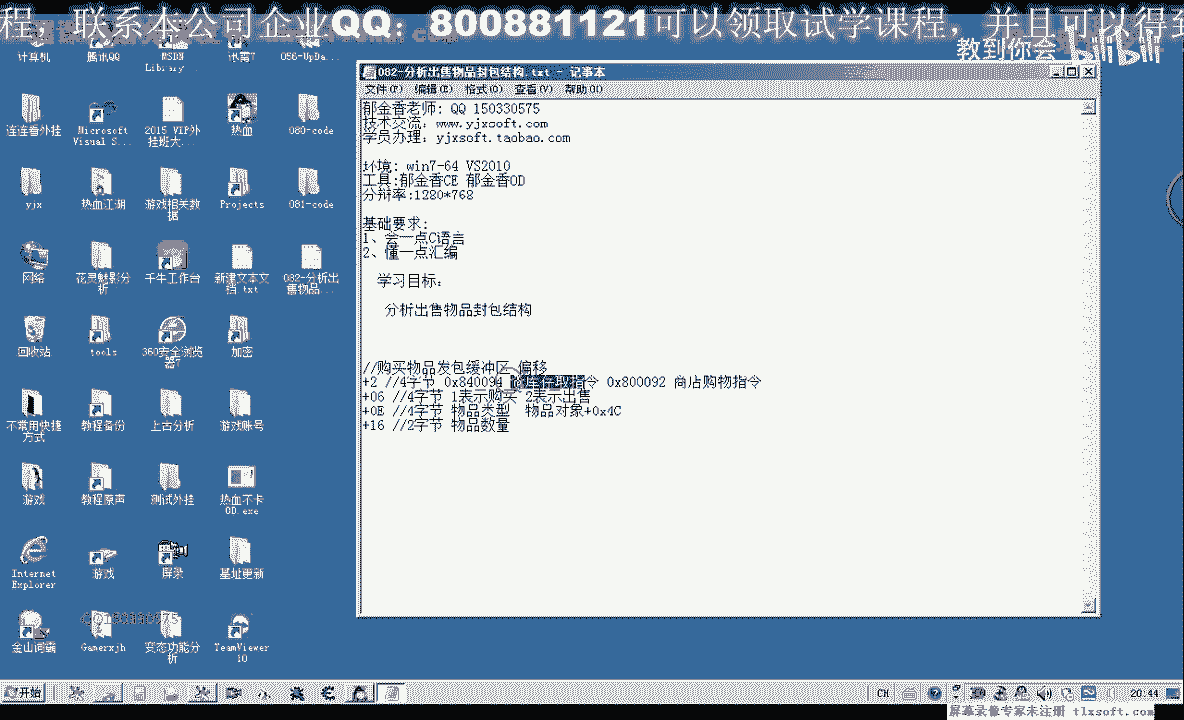 程，联系本公司企业QQ：800881121可以领取试学课程，并且可以得到
教到你会 bilibili
计算机
腾讯QQ
MSDN Library ...
迅雷7
056-UpDa...
连连看外挂
Microsoft Visual S...
2015 VIP外挂班大...
热血
080-code
yjx
热血江湖
游戏相关数据
Projects
081-code
网络
花灵魅影分析
千牛工作台
新建文本文档.txt
082-分析出售物品...
回收站
tools
360安全浏览器7
加密
不常用快捷方式
教程备份
上古分析
游戏账号
游戏
教程原声
测试外挂
热血不卡OD.exe
Internet Explorer
游戏
屏录
基址更新
金山词霸
Gamerxjh
变态功能分析
TeamViewer 10
082-分析出售物品封包结构.txt - 记事本
文件(F) 编辑(E) 格式(O) 查看(V) 帮助(H)
郁金香老师: QQ 150330575
技术交流: www.yjxsoft.com
学员办理: yjxsoft.taobao.com
环境: win7-64 VS2010
工具:郁金香CE 郁金香OD
分辩率:1280*768
基础要求:
1、会一点C语言
2、懂一点汇编
学习目标:
分析出售物品封包结构
//购买物品发包缓冲区 偏移
+2 //4字节 0x840094 存取指令 0x800092 商店购物指令
+06 //4字节 1表示购买 2表示出售
+0E //4字节 物品类型 物品对象+0x4C
+16 //2字节 物品数量
开始
CH
20:44
屏幕录像专家未注册 tlxsoft.com